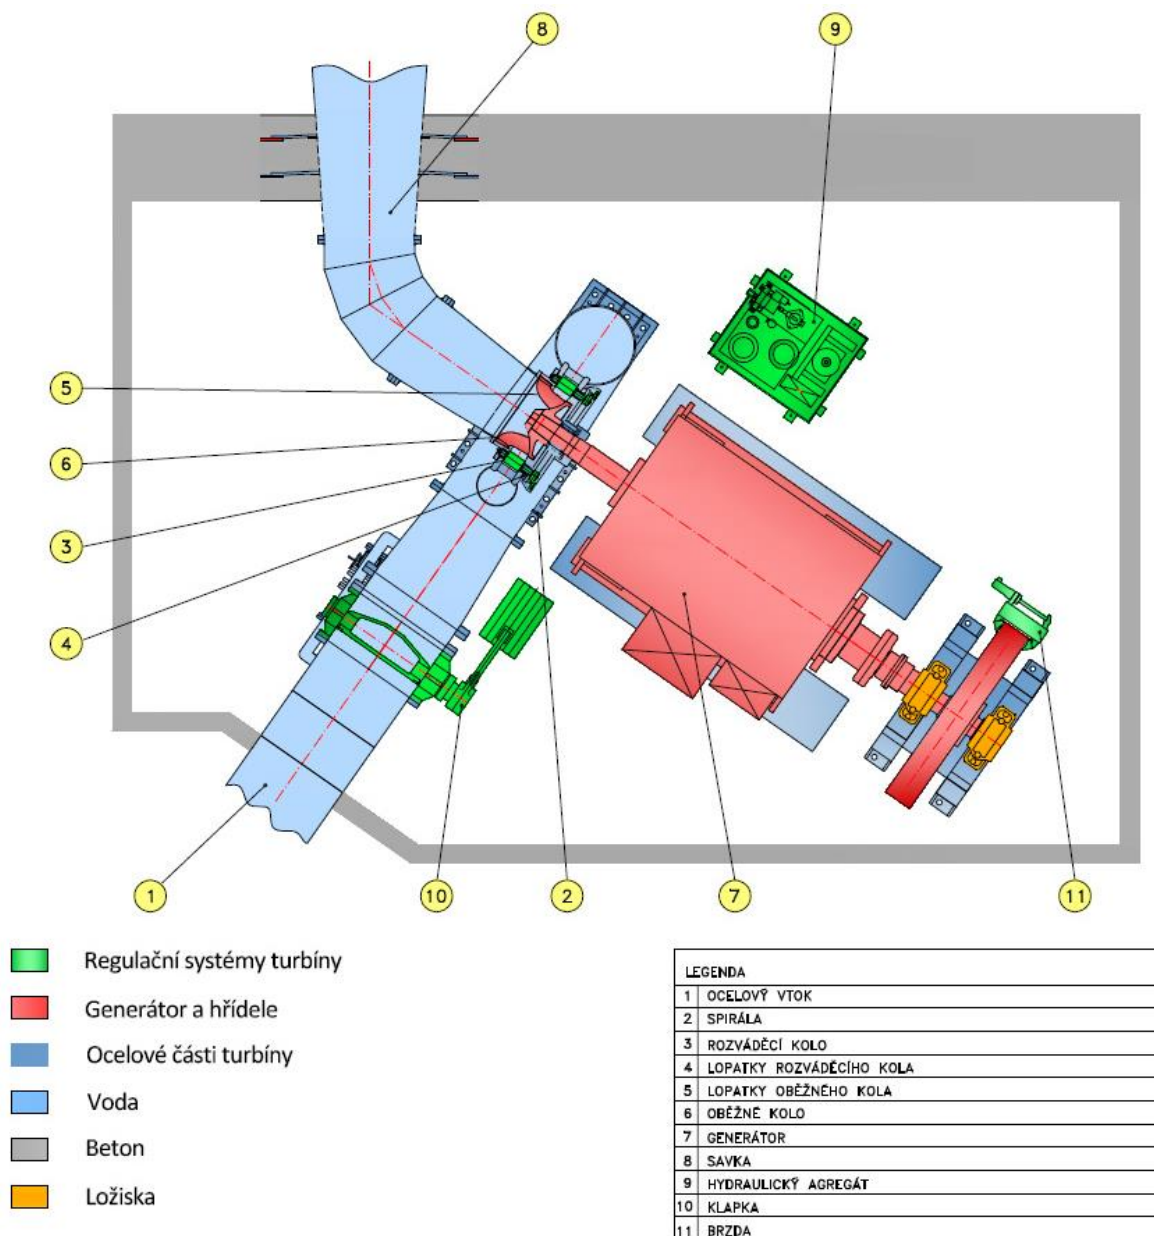 8
9
5
6
3
4
1
10
2
7
11
Regulační systémy turbíny
Generátor a hřídele
Ocelové části turbíny
Voda
Beton
Ložiska
LEGENDA
1 OCELOVÝ VTOK
2 SPIRÁLA
3 ROZVÁDĚCÍ KOLO
4 LOPATKY ROZVÁDĚCÍHO KOLA
5 LOPATKY OBĚŽNÉHO KOLA
6 OBĚŽNÉ KOLO
7 GENERÁTOR
8 SAVKA
9 HYDRAULICKÝ AGREGÁT
10 KLAPKA
11 BRZDA